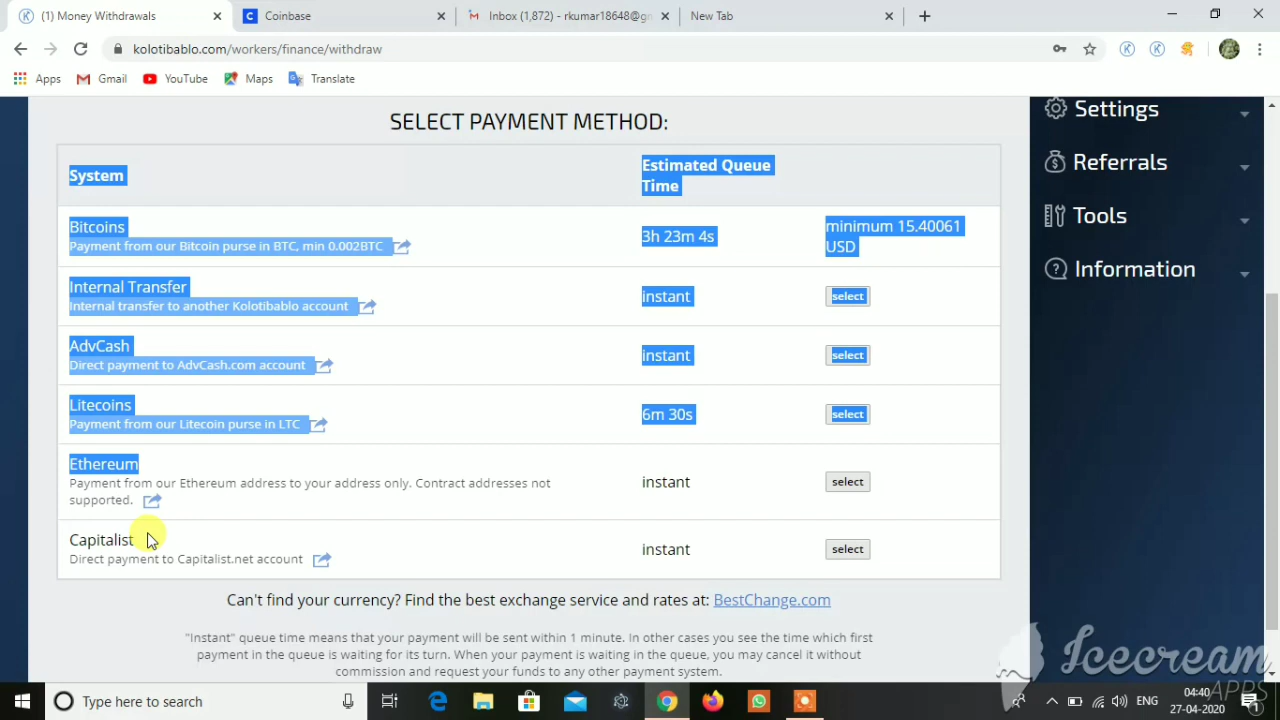 (1) Money Withdrawals
Coinbase
Inbox (1,872) - rkumar18648@gm
New Tab
kolotibablo.com/workers/finance/withdraw
Apps
Gmail
YouTube
Maps
Translate
SELECT PAYMENT METHOD:
System
Estimated Queue
Time
Bitcoins
Payment from our Bitcoin purse in BTC, min 0.002BTC
3h 23m 4s
minimum 15.40061
USD
Internal Transfer
Internal transfer to another Kolotibablo account
instant
select
AdvCash
Direct payment to AdvCash.com account
instant
select
Litecoins
Payment from our Litecoin purse in LTC
6m 30s
select
Ethereum
Payment from our Ethereum address to your address only. Contract addresses not
supported.
instant
select
Capitalist
Direct payment to Capitalist.net account
instant
select
Can't find your currency? Find the best exchange service and rates at: BestChange.com
"Instant" queue time means that your payment will be sent within 1 minute. In other cases you see the time which first
payment in the queue is waiting for its turn. When your payment is waiting in the queue, you may cancel it without
commission and request your funds to any other payment system.
Settings
Referrals
Tools
Information
Icecream
APPS
Type here to search
ENG
04:40
27-04-2020